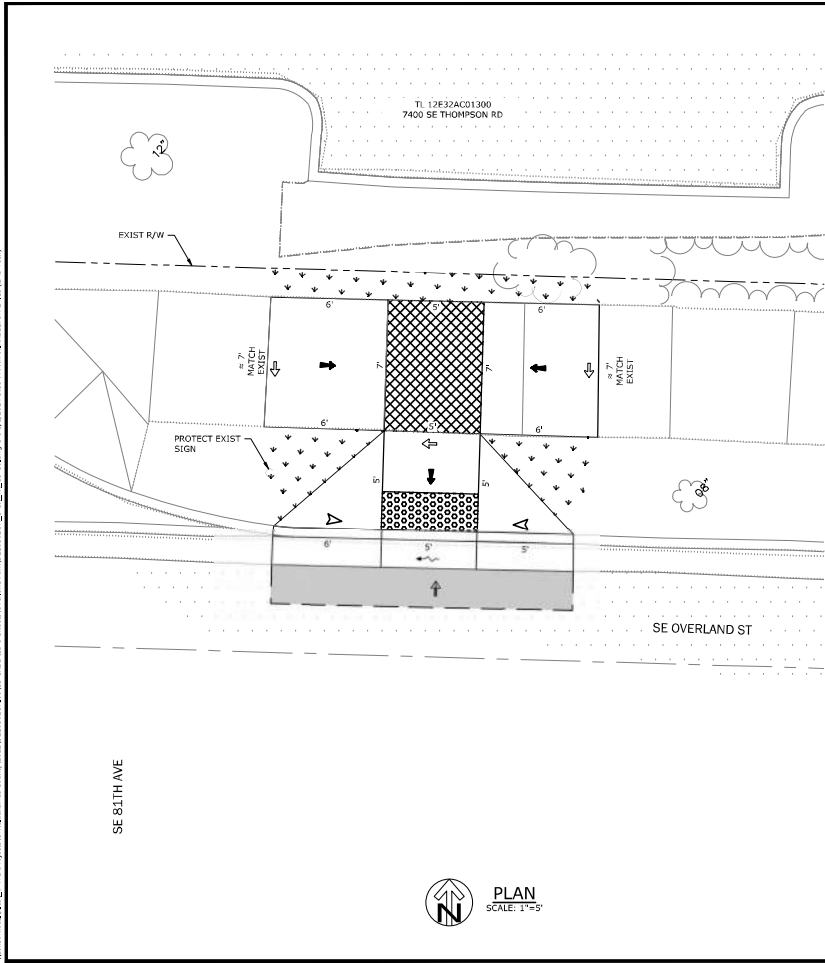 TL 12E32AC01300
7400 SE THOMPSON RD
12"
EXIST R/W
6'
5'
6'
≈ 7'
MATCH
EXIST
7'
7'
≈ 7'
MATCH
EXIST
6'
5'
6'
PROTECT EXIST
SIGN
5'
5'
08"
6'
5'
5'
SE OVERLAND ST
SE 81TH AVE
N
PLAN
SCALE: 1"=5'